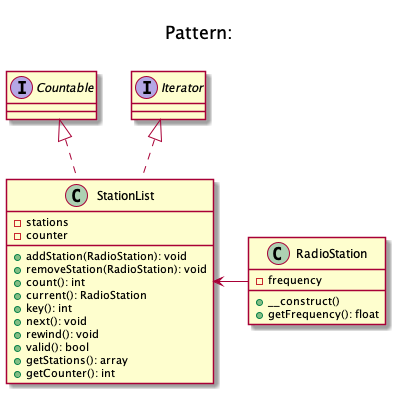 Pattern:
I Countable
I Iterator
C StationList
stations
counter
addStation(RadioStation): void
removeStation(RadioStation): void
count(): int
current(): RadioStation
key(): int
next(): void
rewind(): void
valid(): bool
getStations(): array
getCounter(): int
C RadioStation
frequency
__construct()
getFrequency(): float